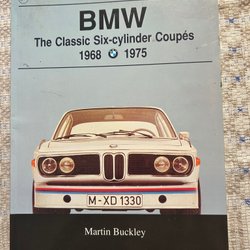 BMW
The Classic Six-cylinder Coupés
1968 1975
M-XD 1330
Martin Buckley